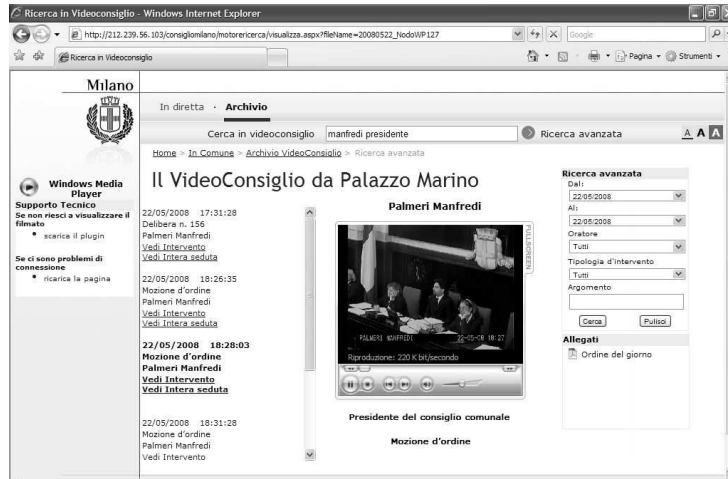 Ricerca in Videoconsiglio - Windows Internet Explorer
http://212.239.56.103/consigliomilano/motorericerca/visualizza.aspx?fileName=20080522_NodoWP127
Google
Ricerca in Videoconsiglio
Pagina
Strumenti
Milano
In diretta · Archivio
Cerca in videoconsiglio
manfredi presidente
Ricerca avanzata
A A A
Home > In Comune > Archivio VideoConsiglio > Ricerca avanzata
Windows Media
Player
Supporto Tecnico
Se non riesci a visualizzare il
filmato
scarica il plugin
Se ci sono problemi di
connessione
ricarica la pagina
Il VideoConsiglio da Palazzo Marino
22/05/2008 17:31:28
Delibera n. 156
Palmeri Manfredi
Vedi Intervento
Vedi Intera seduta
22/05/2008 18:26:35
Mozione d'ordine
Palmeri Manfredi
Vedi Intervento
Vedi Intera seduta
22/05/2008 18:28:03
Mozione d'ordine
Palmeri Manfredi
Vedi Intervento
Vedi Intera seduta
22/05/2008 18:31:28
Mozione d'ordine
Palmeri Manfredi
Vedi Intervento
Palmeri Manfredi
FULLSCREEN
PALMERI MANFREDI 22-05-08 18:27
Riproduzione: 220 K bit/secondo
Presidente del consiglio comunale
Mozione d'ordine
Ricerca avanzata
Dal:
22/05/2008
Al:
22/05/2008
Oratore
Tutti
Tipologia d'intervento
Tutti
Argomento
Cerca
Pulisci
Allegati
Ordine del giorno